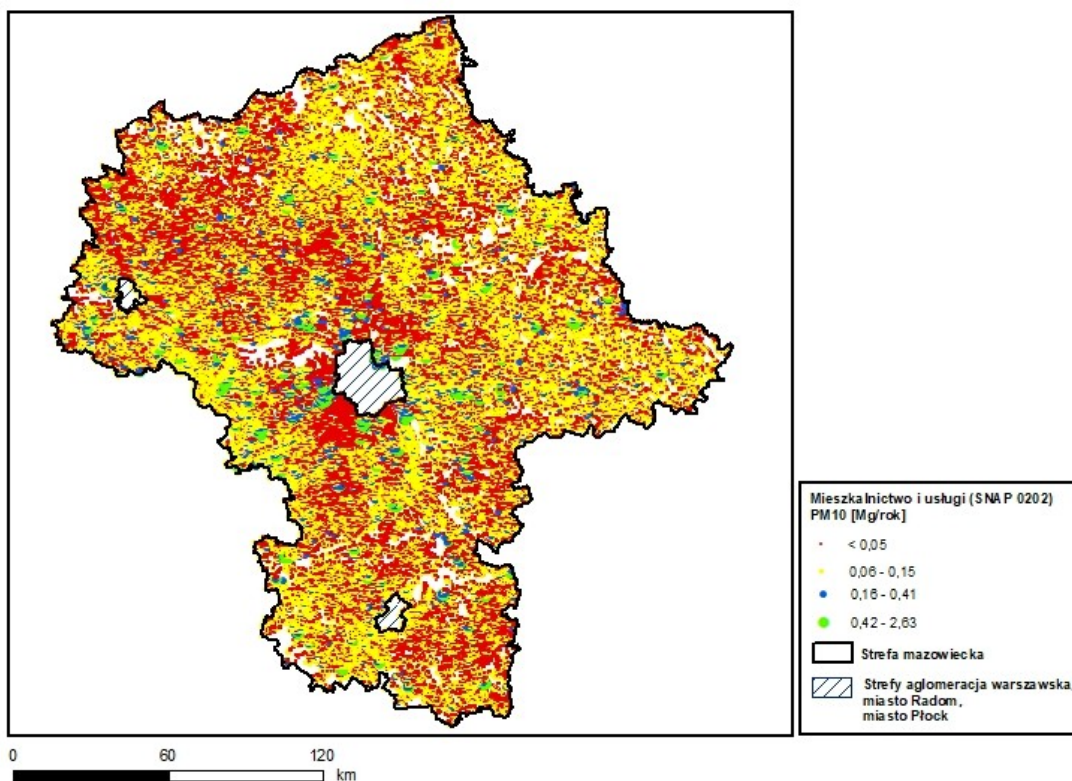 Mieszkalnictwo i usługi (SNAP 0202)
PM10 [Mg/rok]
< 0,05
0,06 - 0,15
0,16 - 0,41
0,42 - 2,63
Strefa mazowiecka
Strefy aglomeracja warszawska,
miasto Radom,
miasto Płock
0 60 120
km